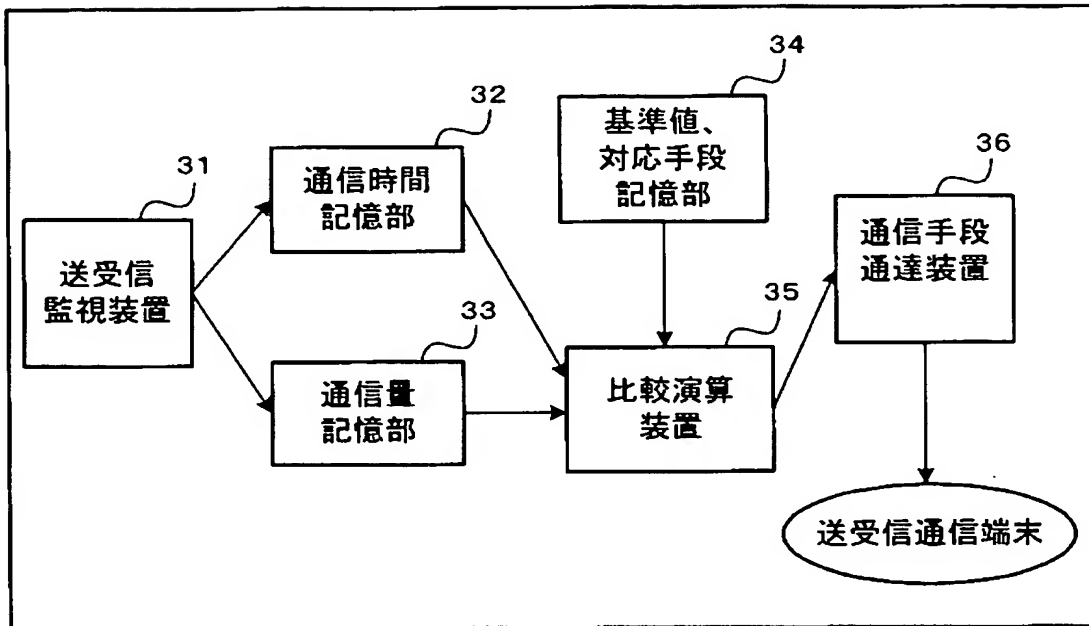 31
送受信
監視装置
32
通信時間
記憶部
33
通信量
記憶部
34
基準値、
対応手段
記憶部
35
比較演算
装置
36
通信手段
通達装置
送受信通信端末